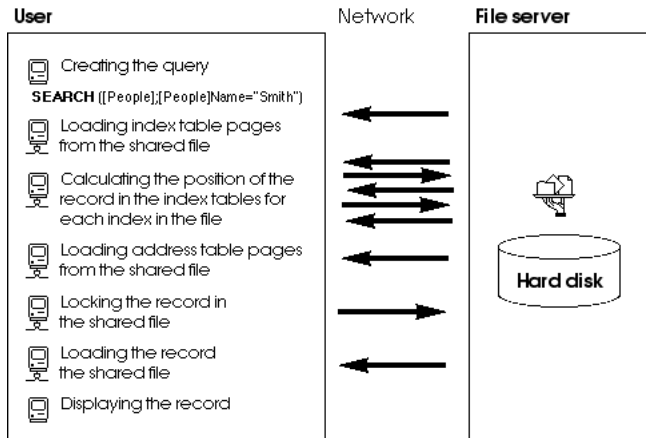 User
Network
File server
Creating the query
SEARCH ([People];[People]Name="Smith")
Loading index table pages
from the shared file
Calculating the position of the
record in the index tables for
each index in the file
Loading address table pages
from the shared file
Locking the record in
the shared file
Loading the record
the shared file
Displaying the record
Hard disk